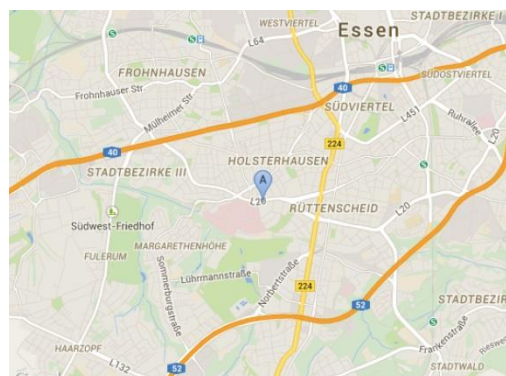 STADTBEZIRKE I
WESTVIERTEL
Essen
L64
FROHNHAUSEN
SÜDOSTVIERTEL
Frohnhauser Str.
40
Mülheimer Str.
SÜDVIERTEL
L451
Ruhrallee
L20
224
40
HOLSTERHAUSEN
STADTBEZIRKE III
A
L20
RÜTTENSCHEID
L20
Südwest-Friedhof
MARGARETHENHÖHE
FULERUM
Lührmannstraße
Sommerburgstraße
Norbertstraße
224
52
STADTBEZIR
HAARZOPF
L132
52
Frankenstraße
STADTWALD